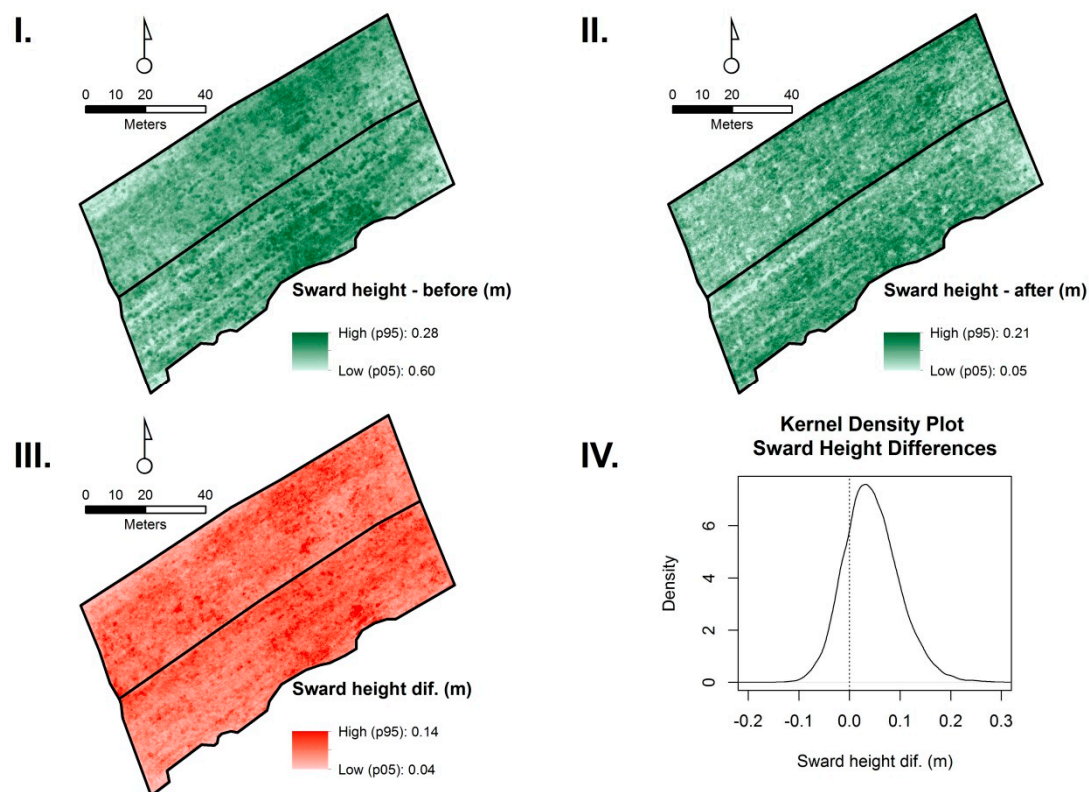 I.
0 20 40
Meters
Sward height - before (m)
High (p95): 0.28
Low (p05): 0.60
II.
0 20 40
Meters
Sward height - after (m)
High (p95): 0.21
Low (p05): 0.05
III.
0 20 40
Meters
Sward height dif. (m)
High (p95): 0.14
Low (p05): 0.04
IV.
Kernel Density Plot
Sward Height Differences
Density
6
4
2
0
-0.2 -0.1 0.0 0.1 0.2 0.3
Sward height dif. (m)